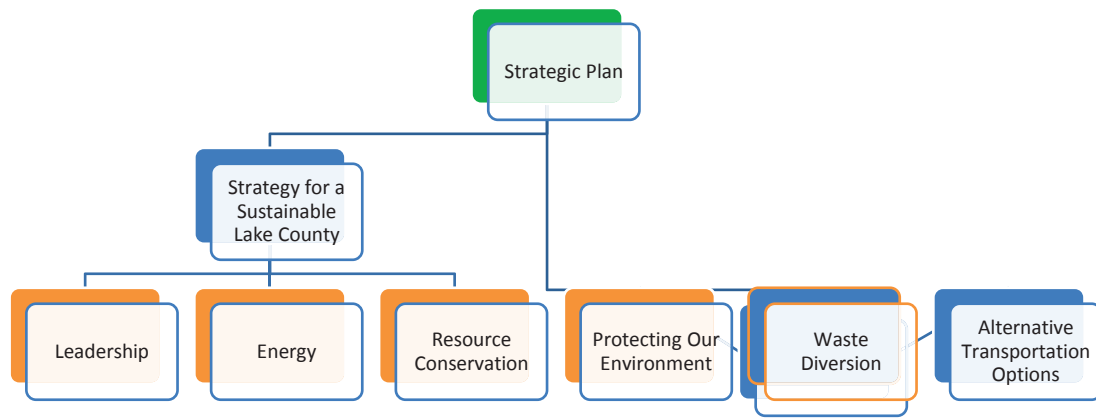 Strategic Plan
Strategy for a
Sustainable
Lake County
Leadership
Energy
Resource
Conservation
Protecting Our
Environment
Waste
Diversion
Alternative
Transportation
Options